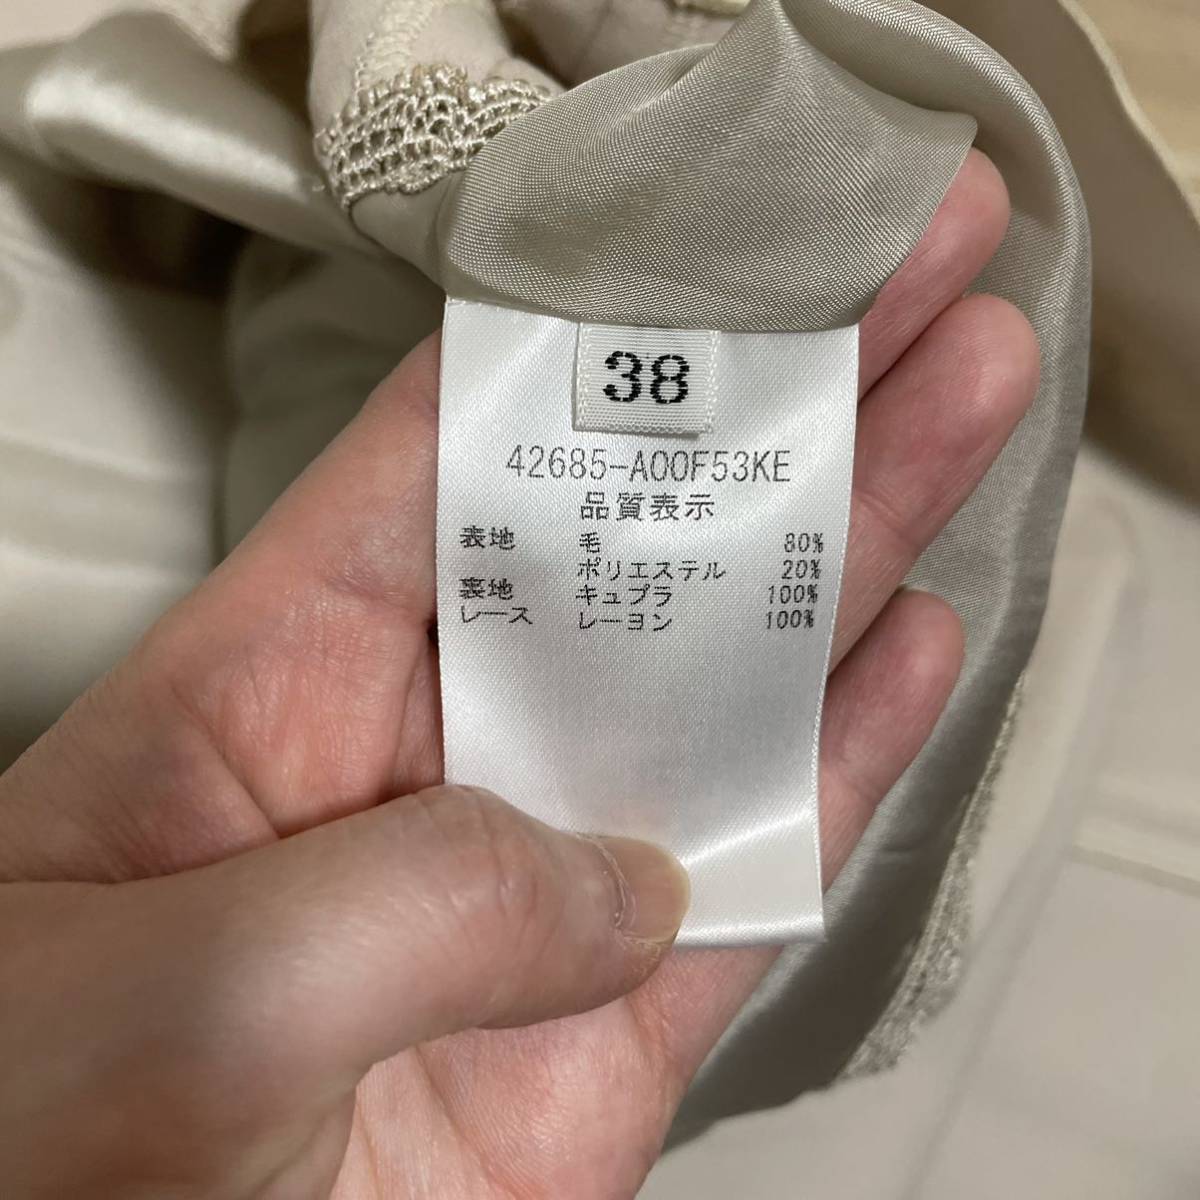 38
42685-A00F53KE
品質表示
表地 毛 80%
ポリエステル 20%
裏地 キュプラ 100%
レース レーヨン 100%